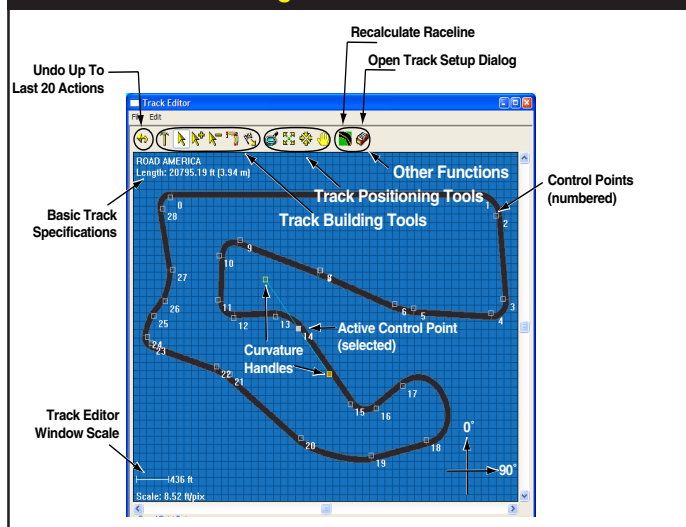 Recalculate Raceline
Open Track Setup Dialog
Undo Up To
Last 20 Actions
Track Editor
File Edit
ROAD AMERICA
Length: 20795.19 ft (3.94 m)
Other Functions
Track Positioning Tools
Track Building Tools
Control Points
(numbered)
Basic Track
Specifications
0
1
2
28
9
10
8
27
26
25
24
23
11
12
13
14
6
5
4
3
Active Control Point
(selected)
Curvature
Handles
22
21
15
16
17
18
19
20
Track Editor
Window Scale
0°
90°
436 ft
Scale: 8.52 ft/pix